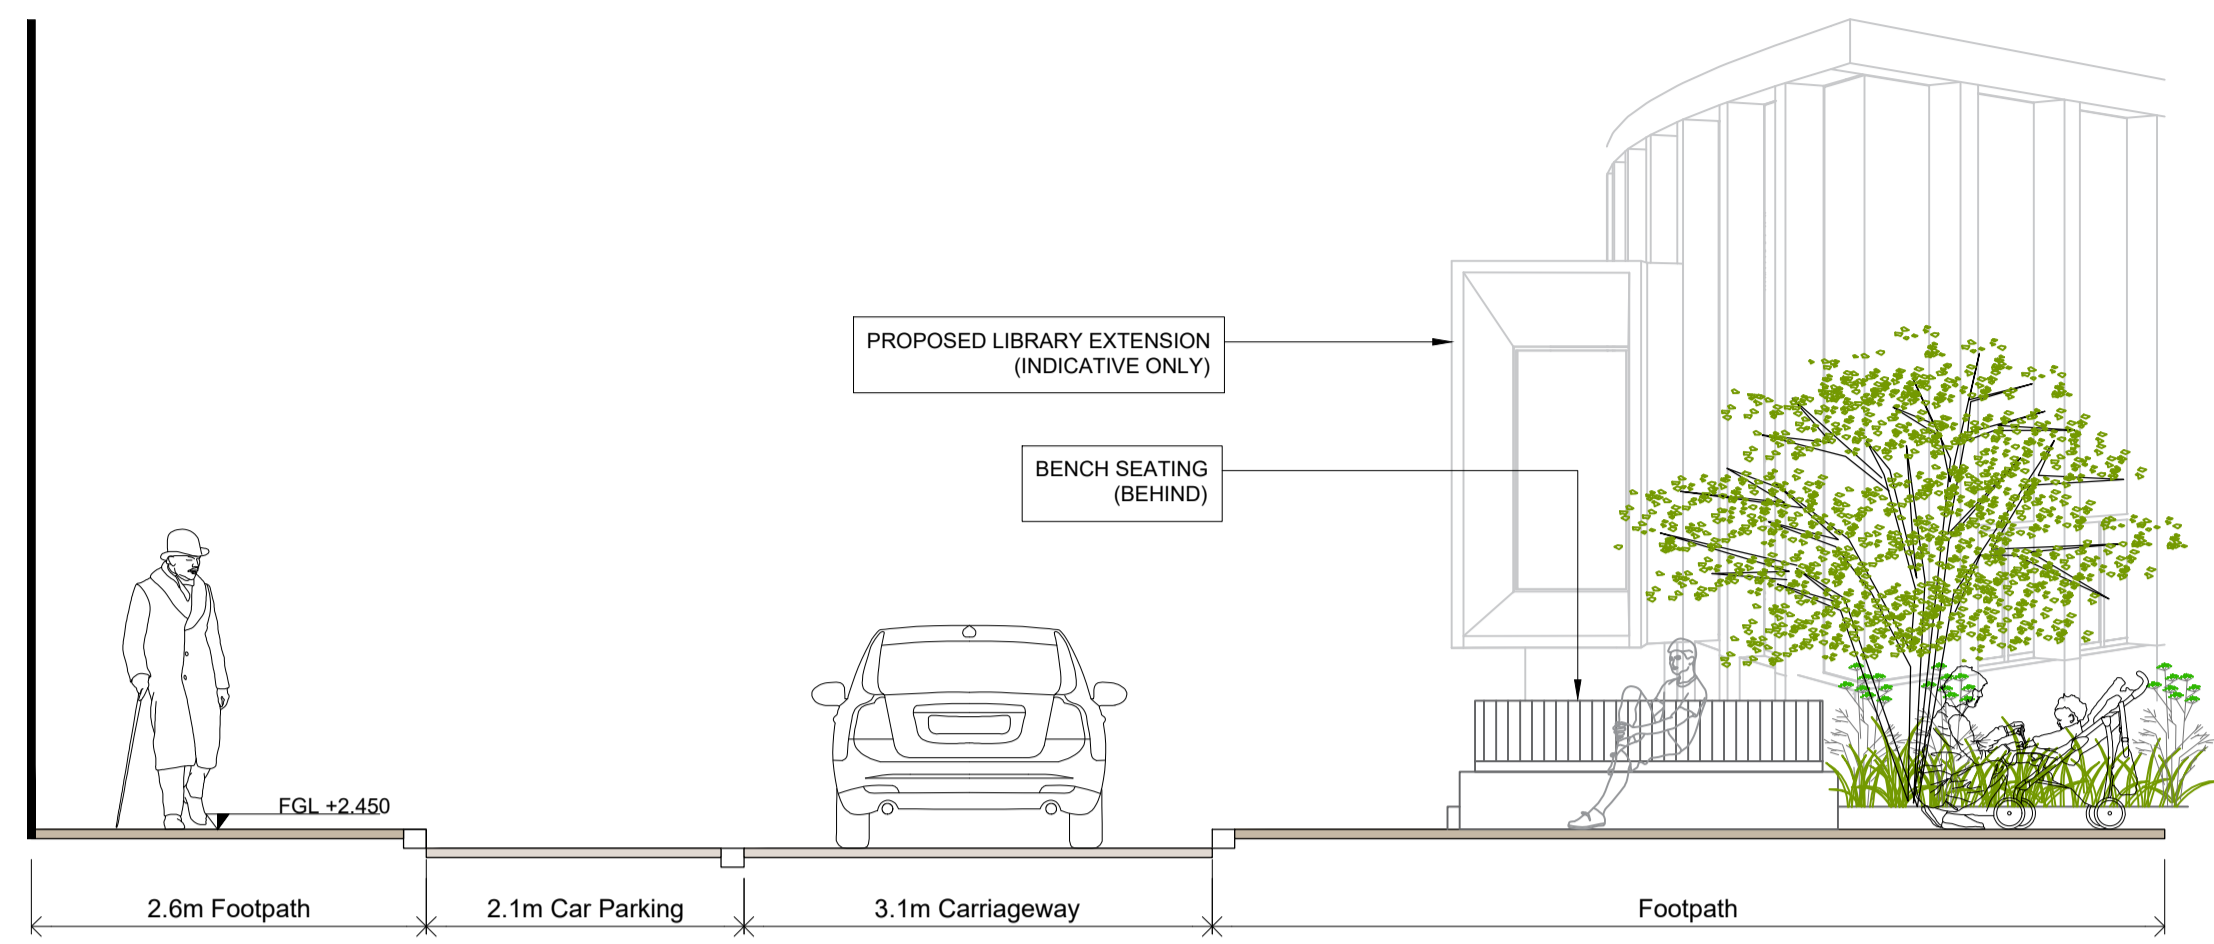 PROPOSED LIBRARY EXTENSION
(INDICATIVE ONLY)
BENCH SEATING
(BEHIND)
FGL +2.450
2.6m Footpath
2.1m Car Parking
3.1m Carriageway
Footpath